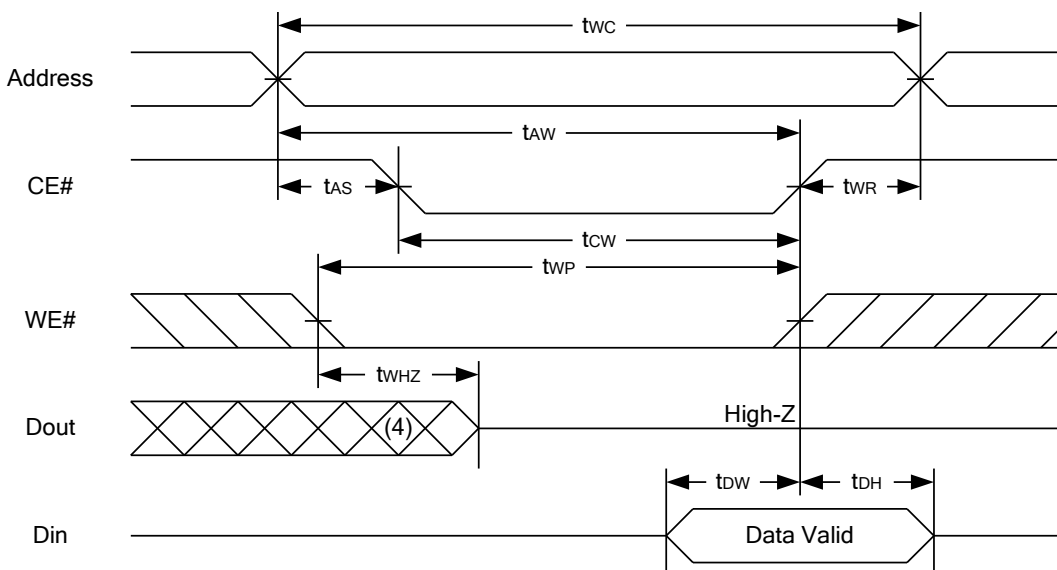 tWC
Address
tAW
CE#
tAS
tWR
tCW
tWP
WE#
tWHZ
Dout
(4)
High-Z
tDW
tDH
Din
Data Valid